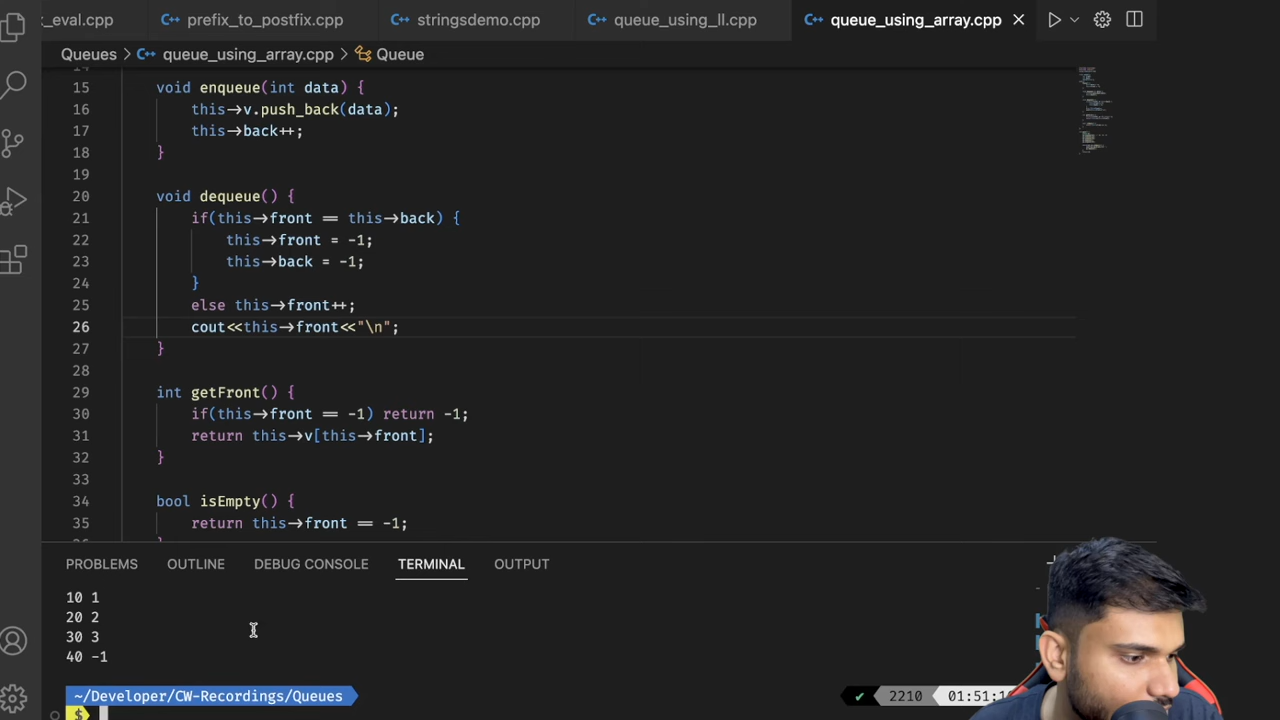 k_eval.cpp prefix_to_postfix.cpp stringsdemo.cpp queue_using_ll.cpp queue_using_array.cpp
Queues > queue_using_array.cpp > Queue
15 void enqueue(int data) {
16 this->v.push_back(data);
17 this->back++;
18 }
19
20 void dequeue() {
21 if(this->front == this->back) {
22 this->front = -1;
23 this->back = -1;
24 }
25 else this->front++;
26 cout<<this->front<<"\n";
27 }
28
29 int getFront() {
30 if(this->front == -1) return -1;
31 return this->v[this->front];
32 }
33
34 bool isEmpty() {
35 return this->front == -1;
PROBLEMS OUTLINE DEBUG CONSOLE TERMINAL OUTPUT
10 1
20 2
30 3
40 -1
~/Developer/CW-Recordings/Queues ✔ 2210 01:51:1
$